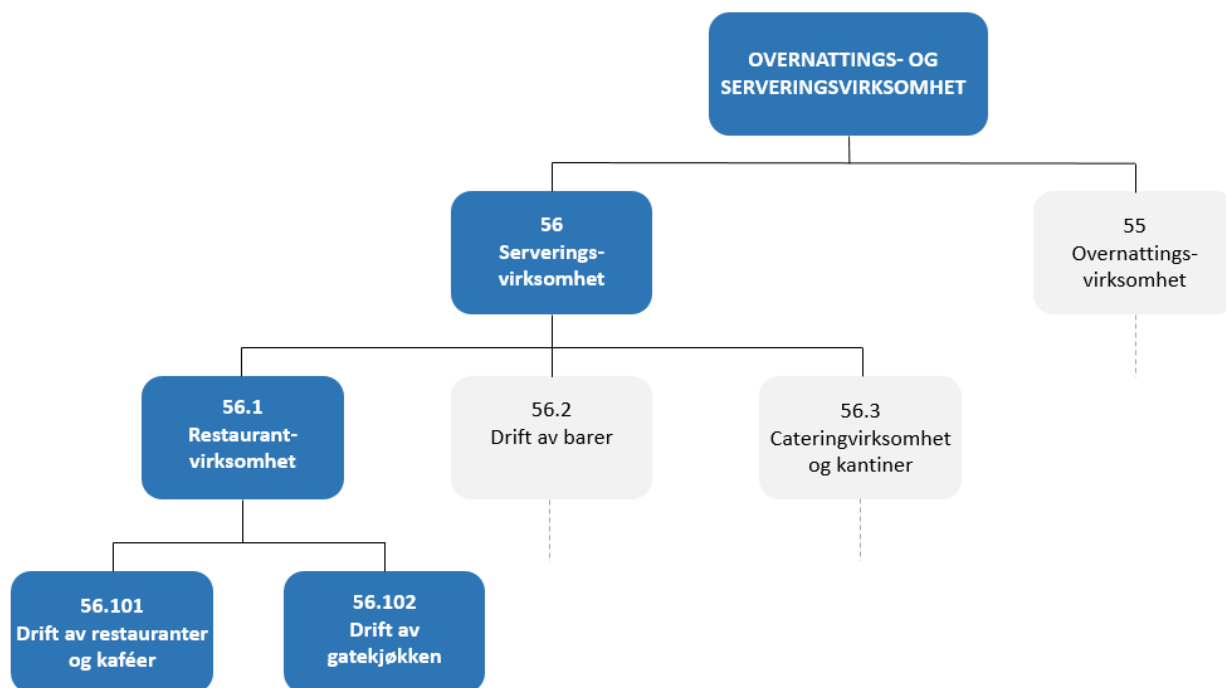 OVERNATTINGS- OG
SERVERINGSVIRKSOMHET
56
Serverings-
virksomhet
55
Overnattings-
virksomhet
56.1
Restaurant-
virksomhet
56.2
Drift av barer
56.3
Cateringvirksomhet
og kantiner
56.101
Drift av restauranter
og kaféer
56.102
Drift av
gatekjøkken